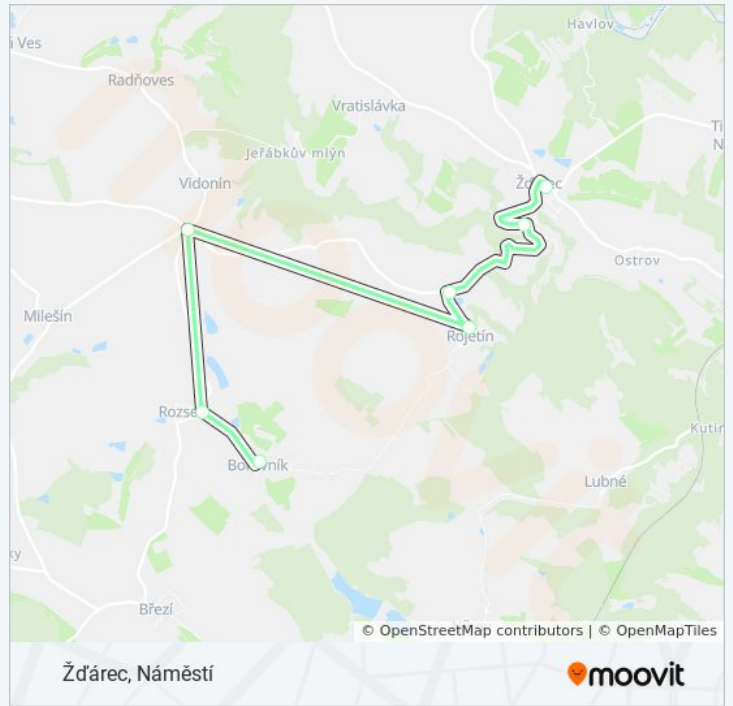 Havlov
á Ves
Radňoves
Vratislávka
Jeřábkův mlýn
Vidonín
Žďárec
Ostrov
Milešín
Rojetín
Rozse
Borovník
Kutin
Lubné
Březí
© OpenStreetMap contributors | © OpenMapTiles
Žďárec, Náměstí
moovit